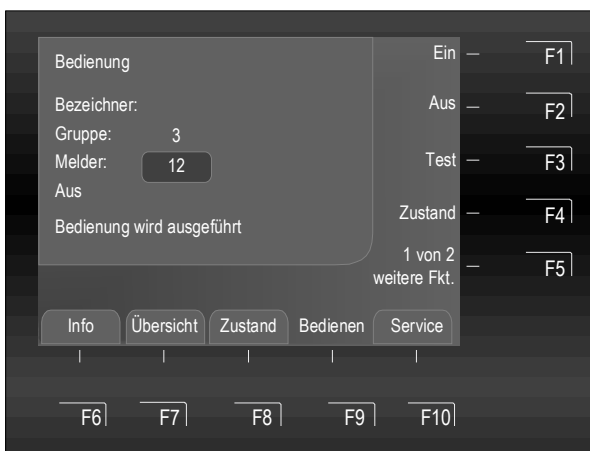 Bedienung
Bezeichner:
Gruppe: 3
Melder: 12
Aus
Bedienung wird ausgeführt
Ein F1
Aus F2
Test F3
Zustand F4
1 von 2
weitere Fkt. F5
Info Übersicht Zustand Bedienen Service
F6 F7 F8 F9 F10